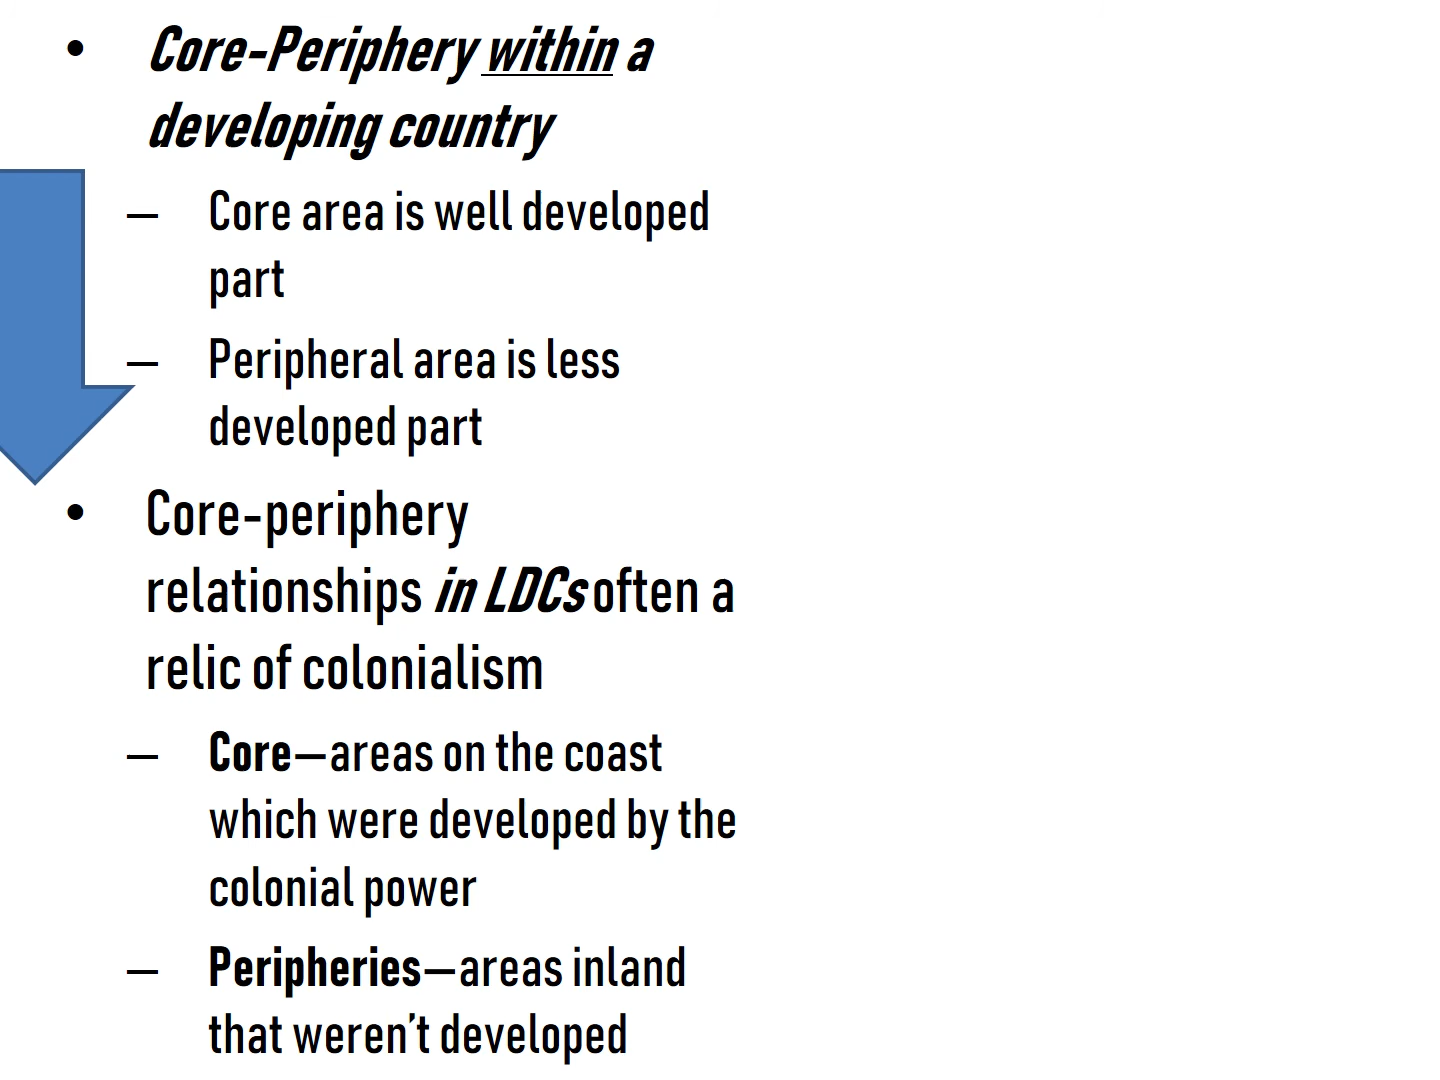 • Core-Periphery within a
developing country
– Core area is well developed
part
– Peripheral area is less
developed part
• Core-periphery
relationships in LDCs often a
relic of colonialism
– Core—areas on the coast
which were developed by the
colonial power
– Peripheries—areas inland
that weren’t developed